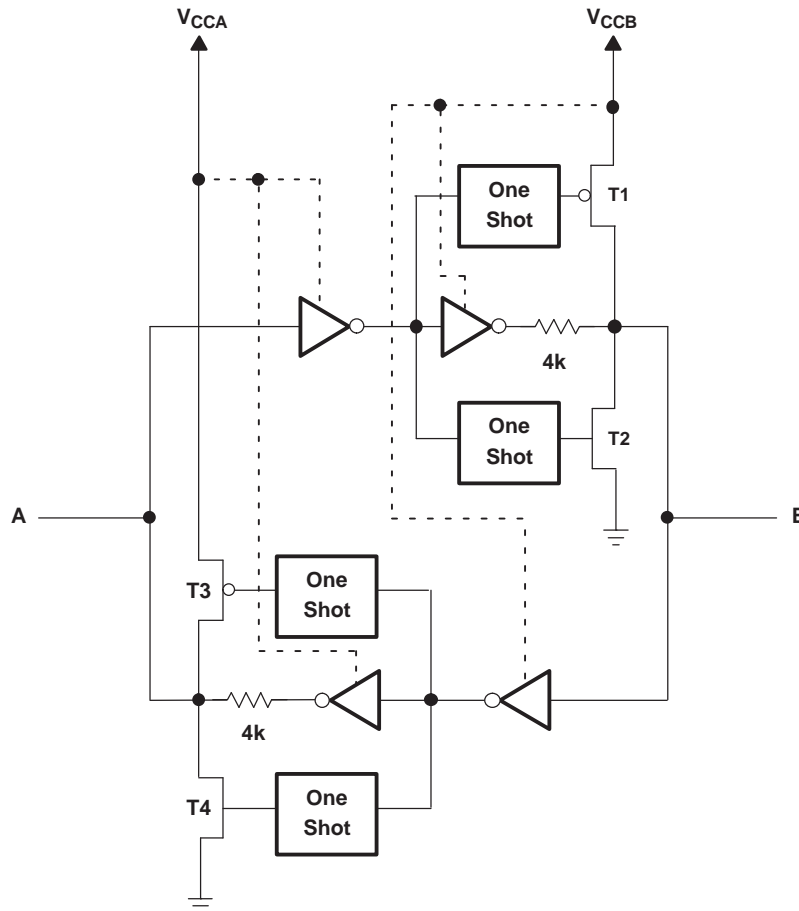 VCCA
VCCB
One
Shot
T1
4k
One
Shot
T2
A
B
T3
One
Shot
4k
T4
One
Shot